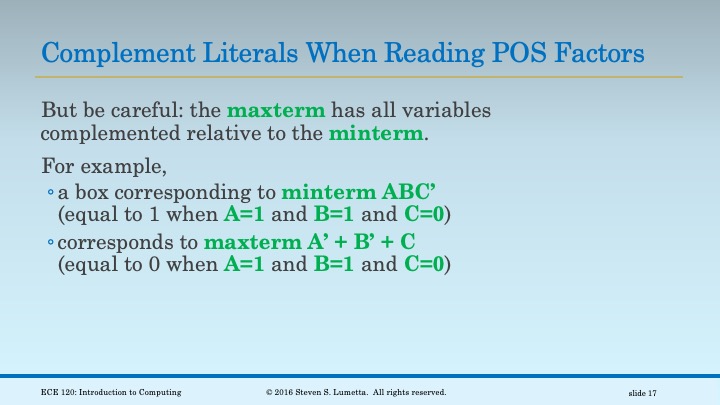 Complement Literals When Reading POS Factors
But be careful: the maxterm has all variables
complemented relative to the minterm.
For example,
◦a box corresponding to minterm ABC’
(equal to 1 when A=1 and B=1 and C=0)
◦corresponds to maxterm A’ + B’ + C
(equal to 0 when A=1 and B=1 and C=0)
ECE 120: Introduction to Computing © 2016 Steven S. Lumetta. All rights reserved. slide 17